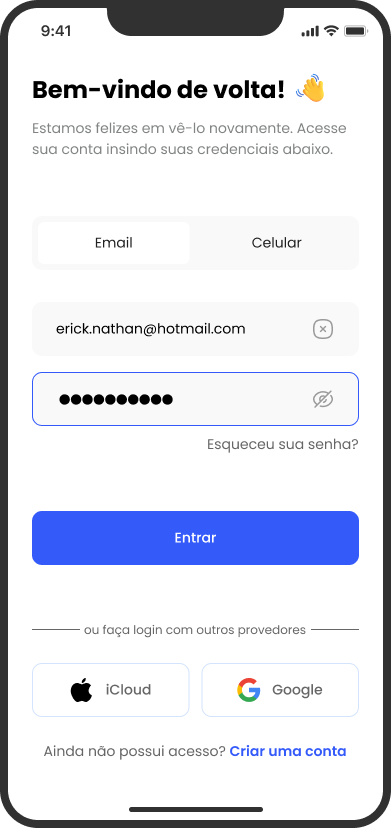 9:41
Bem-vindo de volta! 👋
Estamos felizes em vê-lo novamente. Acesse
sua conta insindo suas credenciais abaixo.
Email
Celular
erick.nathan@hotmail.com
●●●●●●●●●●
Esqueceu sua senha?
Entrar
ou faça login com outros provedores
iCloud
Google
Ainda não possui acesso? Criar uma conta